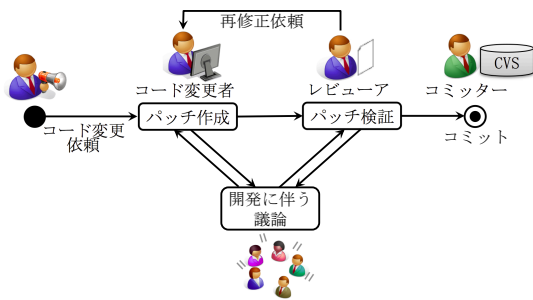 再修正依頼
コード変更者
レビューア
コミッター
CVS
パッチ作成
パッチ検証
コード変更
依頼
コミット
開発に伴う
議論